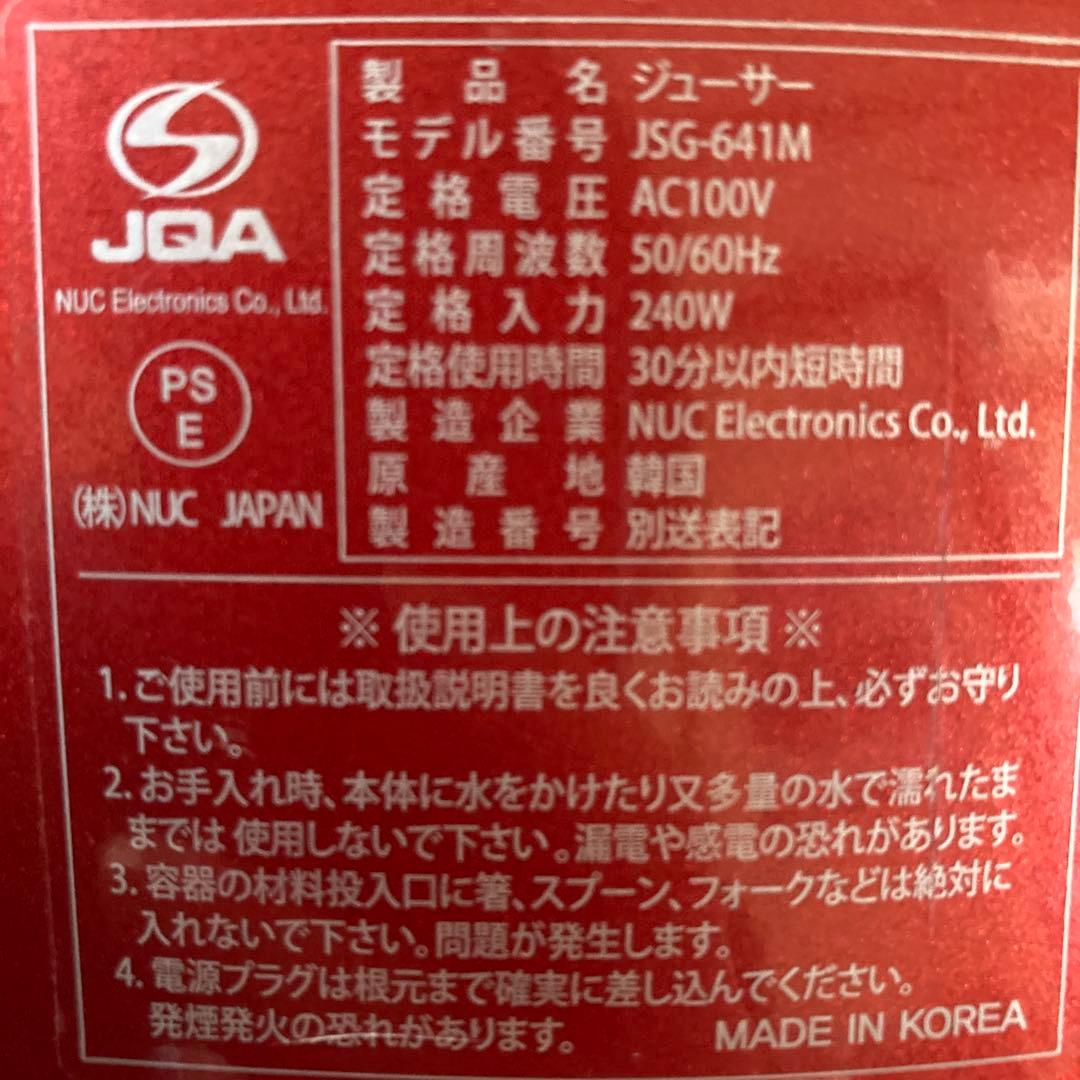 JQA
NUC Electronics Co., Ltd.
PS
E
(株)NUC JAPAN
製品名 ジューサー
モデル番号 JSG-641M
定格電圧 AC100V
定格周波数 50/60Hz
定格入力 240W
定格使用時間 30分以内短時間
製造企業 NUC Electronics Co., Ltd.
原産地 韓国
製造番号 別送表記
※ 使用上の注意事項 ※
1. ご使用前には取扱説明書を良くお読みの上、必ずお守り
下さい。
2. お手入れ時、本体に水をかけたり又多量の水で濡れたま
までは 使用しないで下さい。漏電や感電の恐れがあります。
3. 容器の材料投入口に箸、スプーン、フォークなどは絶対に
入れないで下さい。問題が発生します。
4. 電源プラグは根元まで確実に差し込んでください。
発煙発火の恐れがあります。
MADE IN KOREA